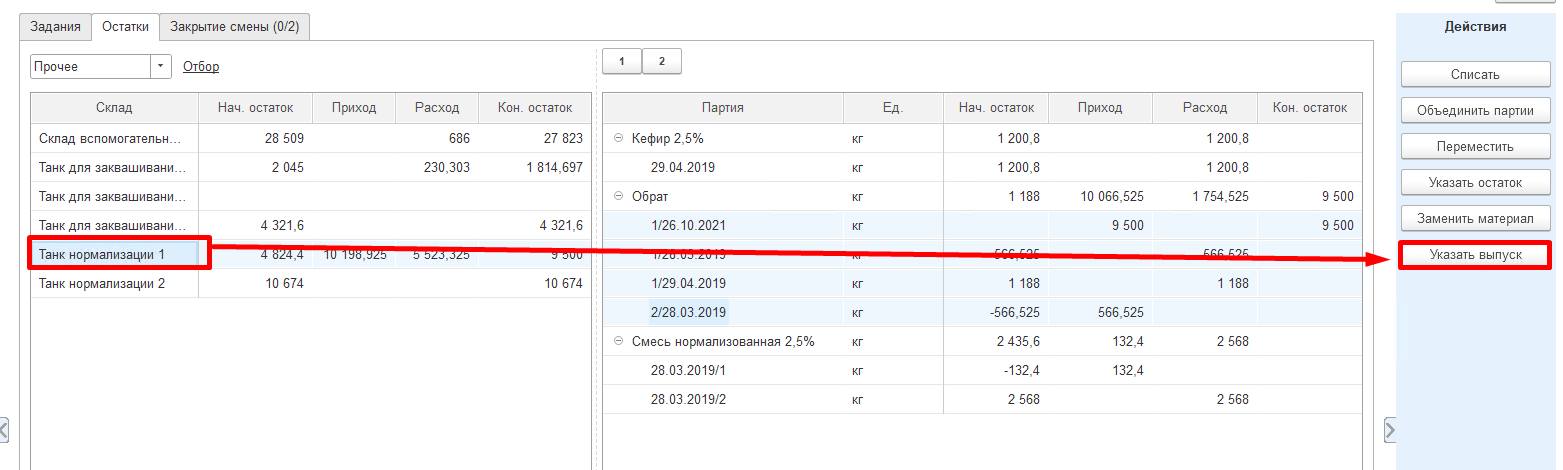 Задания Остатки Закрытие смены (0/2)
Прочее Отбор
1 2
Склад Нач. остаток Приход Расход Кон. остаток
Склад вспомогательн... 28 509 686 27 823
Танк для заквашивани... 2 045 230,303 1 814,697
Танк для заквашивани...
Танк для заквашивани... 4 321,6 4 321,6
Танк нормализации 1 4 824,4 10 198,925 5 523,325 9 500
Танк нормализации 2 10 674 10 674
Партия Ед. Нач. остаток Приход Расход Кон. остаток
Кефир 2,5% кг 1 200,8 1 200,8
29.04.2019 кг 1 200,8 1 200,8
Обрат кг 1 188 10 066,525 1 754,525 9 500
1/26.10.2021 кг 9 500 9 500
1/28.03.2019 кг 566,525 566,525
1/29.04.2019 кг 1 188 1 188
2/28.03.2019 кг -566,525 566,525
Смесь нормализованная 2,5% кг 2 435,6 132,4 2 568
28.03.2019/1 кг -132,4 132,4
28.03.2019/2 кг 2 568 2 568
Действия
Списать
Объединить партии
Переместить
Указать остаток
Заменить материал
Указать выпуск